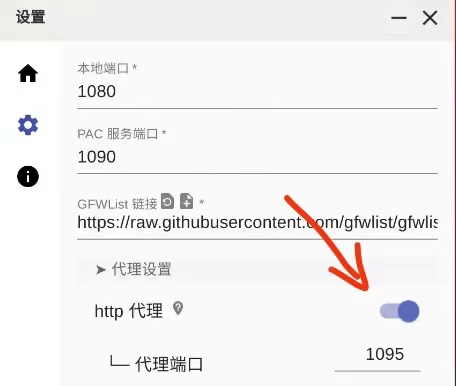 设置
本地端口 *
1080
PAC 服务端口 *
1090
GFWList 链接 *
https://raw.githubusercontent.com/gfwlist/gfwlis
➤ 代理设置
http 代理
└─ 代理端口 1095